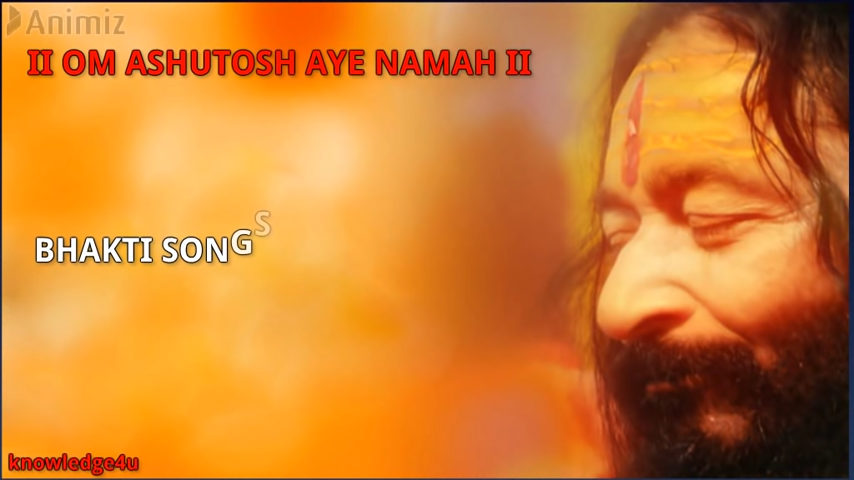 Animiz
II OM ASHUTOSH AYE NAMAH II
BHAKTI SONGS
knowledge4u